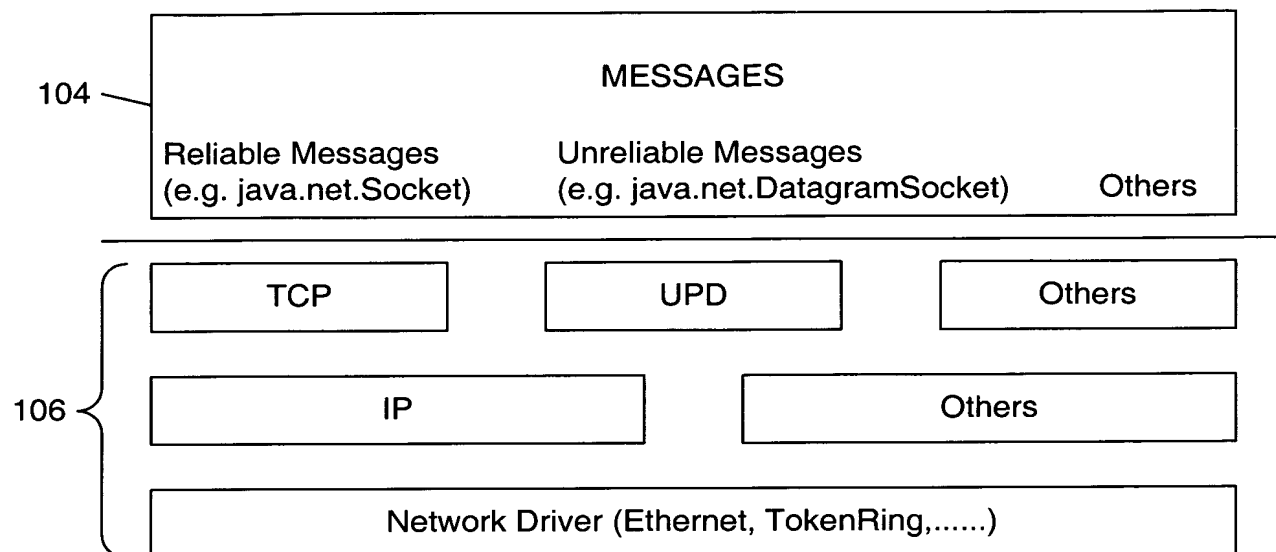 MESSAGES
104
Reliable Messages
(e.g. java.net.Socket)
Unreliable Messages
(e.g. java.net.DatagramSocket)
Others
TCP
UPD
Others
106
IP
Others
Network Driver (Ethernet, TokenRing,......)